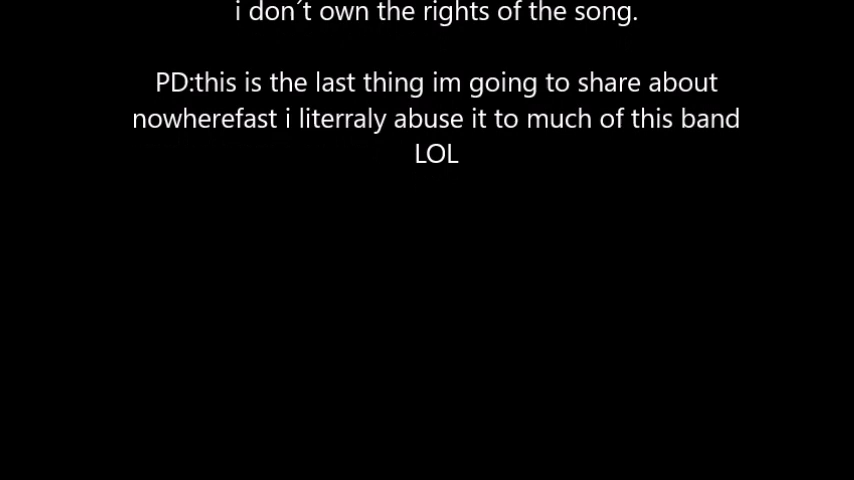 i don´t own the rights of the song.
PD:this is the last thing im going to share about
nowherefast i literraly abuse it to much of this band
LOL